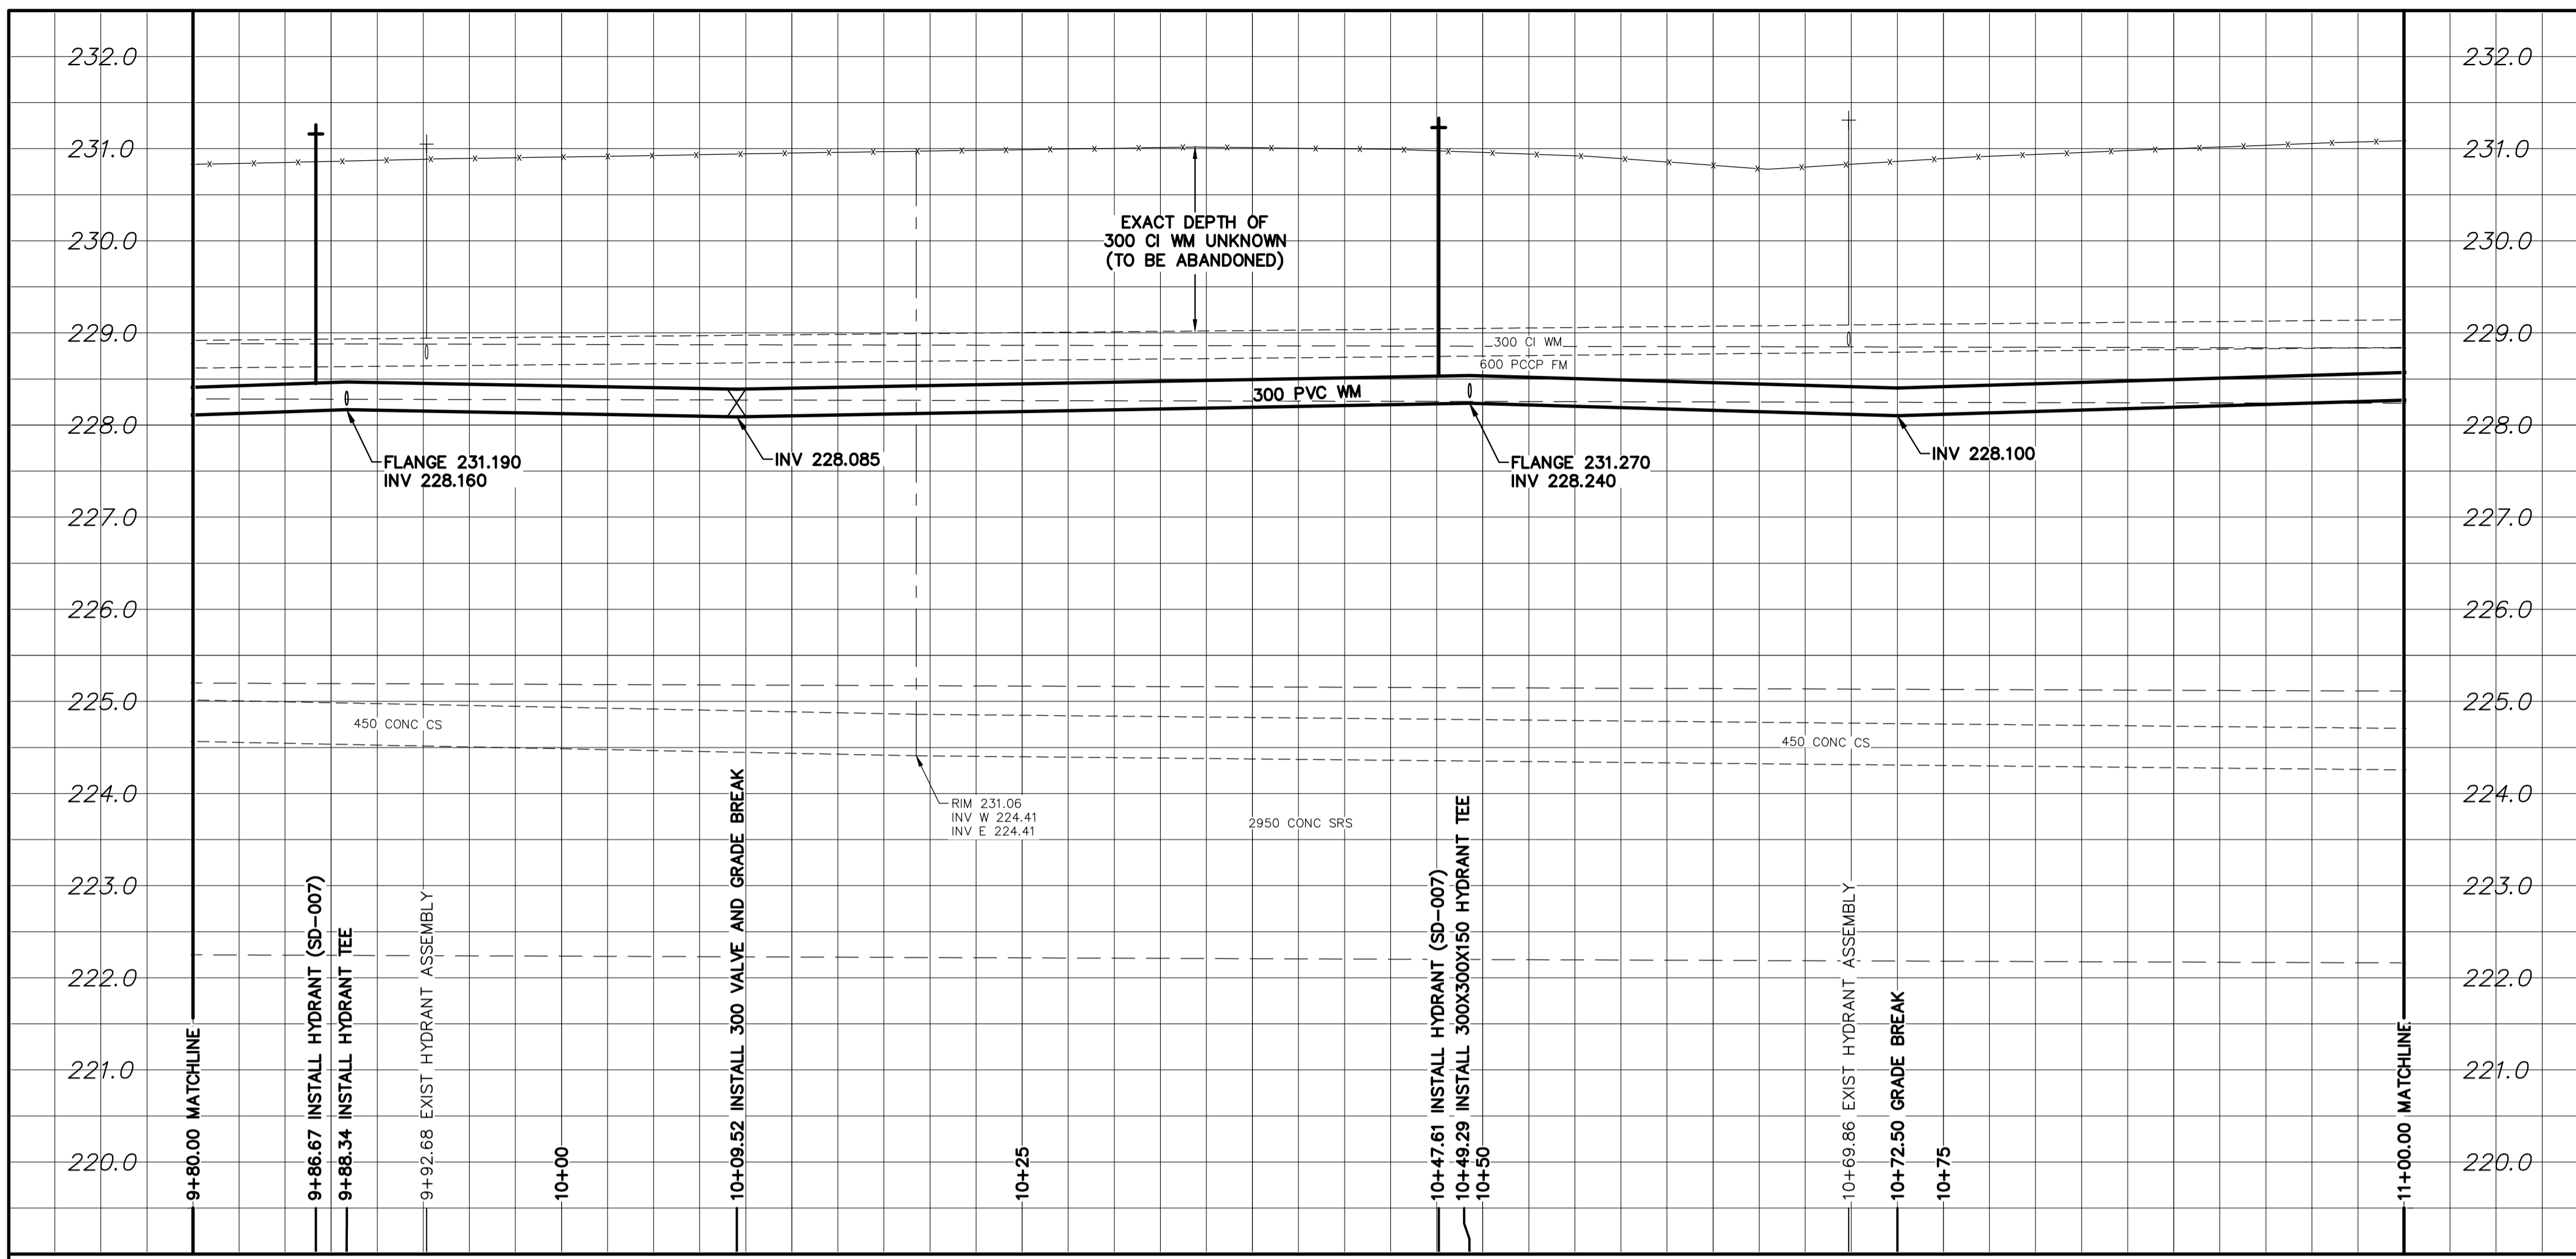 232.0
232.0
231.0
231.0
EXACT DEPTH OF
300 CI WM UNKNOWN
(TO BE ABANDONED)
230.0
230.0
229.0
229.0
300 CI WM
600 PCCP FM
300 PVC WM
228.0
228.0
FLANGE 231.190
INV 228.160
INV 228.085
FLANGE 231.270
INV 228.240
INV 228.100
227.0
227.0
226.0
226.0
225.0
225.0
450 CONC CS
450 CONC CS
224.0
224.0
RIM 231.06
INV W 224.41
INV E 224.41
2950 CONC SRS
223.0
223.0
222.0
222.0
221.0
221.0
220.0
220.0
9+80.00 MATCHLINE
9+86.67 INSTALL HYDRANT (SD-007)
9+88.34 INSTALL HYDRANT TEE
9+92.68 EXIST HYDRANT ASSEMBLY
10+00
10+09.52 INSTALL 300 VALVE AND GRADE BREAK
10+25
10+47.61 INSTALL HYDRANT (SD-007)
10+49.29 INSTALL 300X300X150 HYDRANT TEE
10+50
10+69.86 EXIST HYDRANT ASSEMBLY
10+72.50 GRADE BREAK
10+75
11+00.00 MATCHLINE